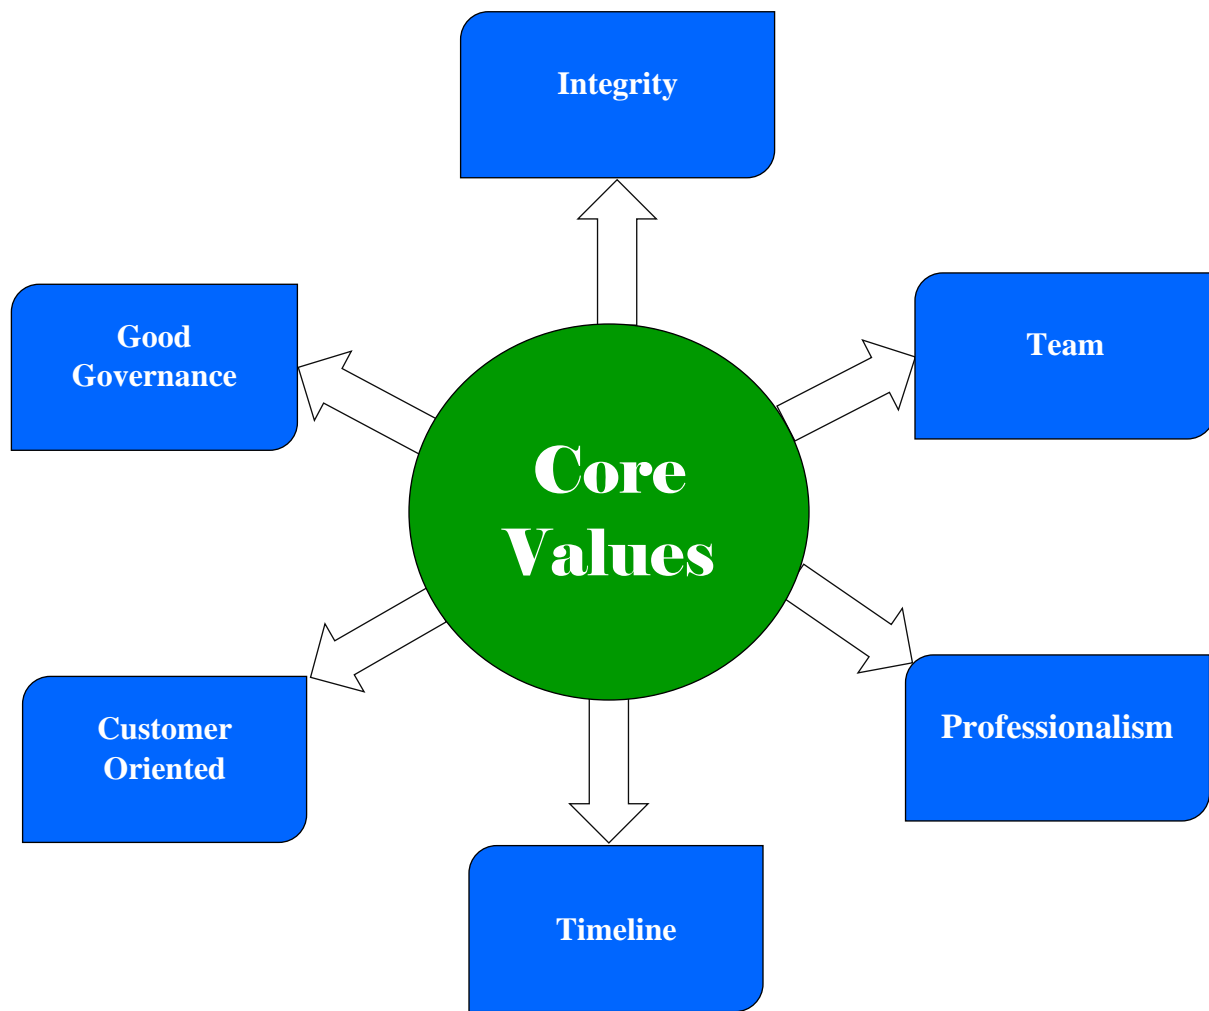 Integrity
Good
Governance
Team
Core
Values
Customer
Oriented
Professionalism
Timeline